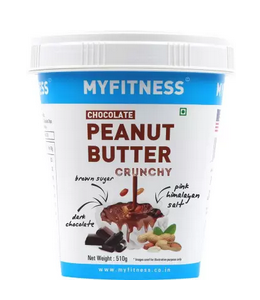 MYFITNESS
CHOCOLATE
PEANUT
BUTTER
CRUNCHY
brown sugar
pink
himalayan
salt
dark
chocolate
Net Weight : 510g
www.myfitness.co.in